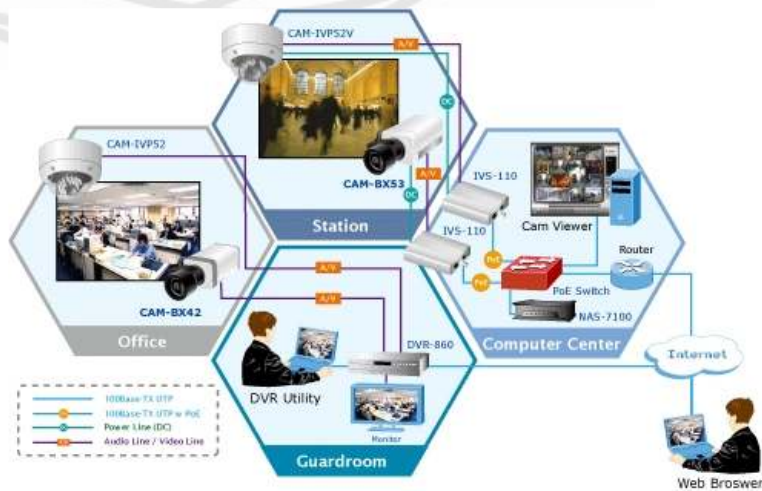 CAM-IVP52V
A/V
DC
CAM-IVP52
CAM-BX53
A/V
DC
IVS-110
Station
IVS-110
Cam Viewer
Router
PoE
PoE
PoE Switch
NAS-7100
CAM-BX42
A/V
A/V
Office
DVR-860
Computer Center
Internet
DVR Utility
Monitor
Guardroom
100Base-TX UTP
100Base-TX UTP w PoE
Power Line (DC)
Audio Line / Video Line
Web Broswer